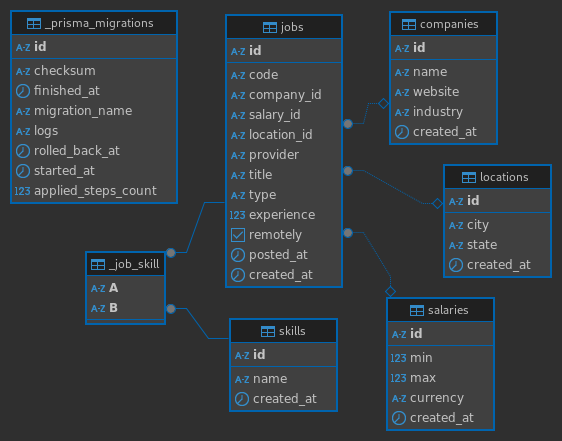 _prisma_migrations
A-Z id
A-Z checksum
finished_at
A-Z migration_name
A-Z logs
rolled_back_at
started_at
123 applied_steps_count
jobs
A-Z id
A-Z code
A-Z company_id
A-Z salary_id
A-Z location_id
A-Z provider
A-Z title
A-Z type
123 experience
remotely
posted_at
created_at
companies
A-Z id
A-Z name
A-Z website
A-Z industry
created_at
locations
A-Z id
A-Z city
A-Z state
created_at
_job_skill
A-Z A
A-Z B
skills
A-Z id
A-Z name
created_at
salaries
A-Z id
123 min
123 max
A-Z currency
created_at